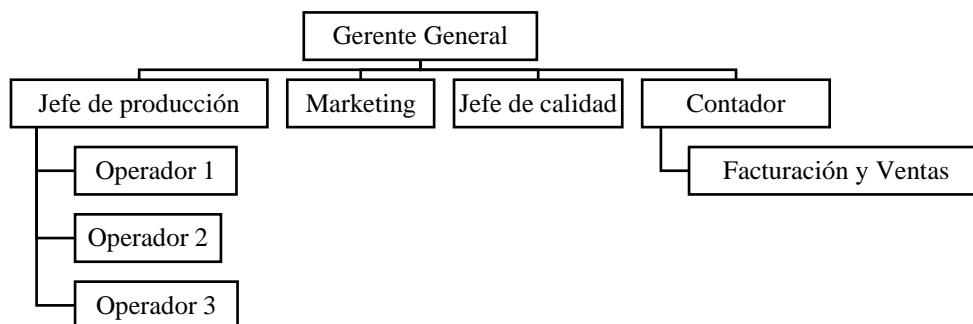 Gerente General
Jefe de producción
Marketing
Jefe de calidad
Contador
Operador 1
Facturación y Ventas
Operador 2
Operador 3